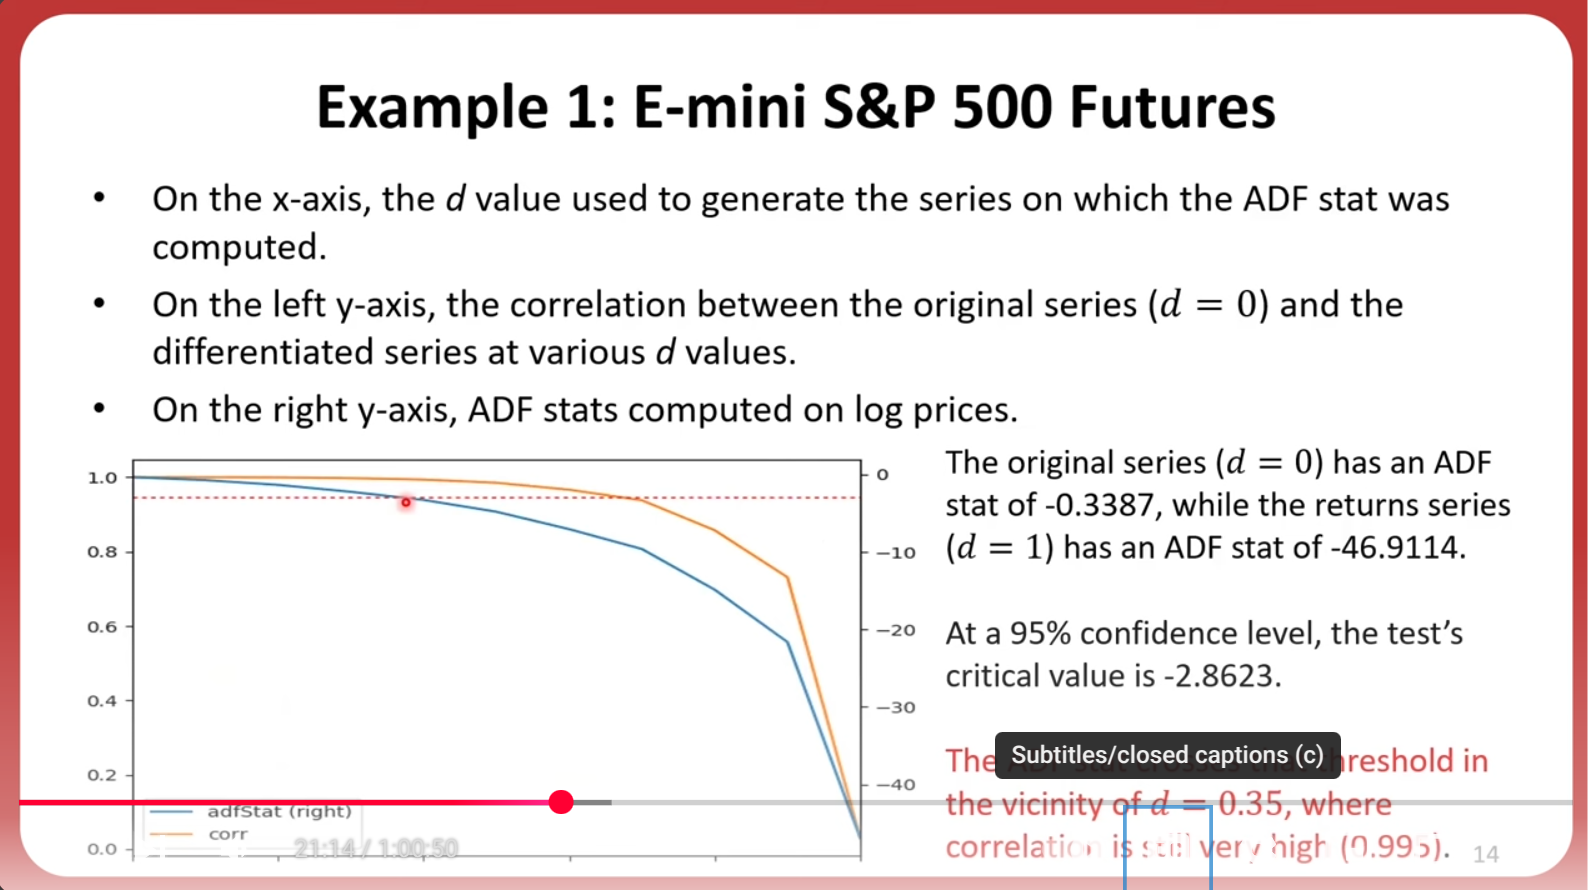 Example 1: E-mini S&P 500 Futures
• On the x-axis, the d value used to generate the series on which the ADF stat was
computed.
• On the left y-axis, the correlation between the original series (d = 0) and the
differentiated series at various d values.
• On the right y-axis, ADF stats computed on log prices.
1.0
0.8
0.6
0.4
0.2
0.0
0
−10
−20
−30
−40
adfStat (right)
corr
The original series (d = 0) has an ADF
stat of -0.3387, while the returns series
(d = 1) has an ADF stat of -46.9114.
At a 95% confidence level, the test’s
critical value is -2.8623.
Subtitles/closed captions (c)
The threshold in
the vicinity of d = 0.35, where
correlation is still very high (0.995).
21:14 / 1:00:50
14